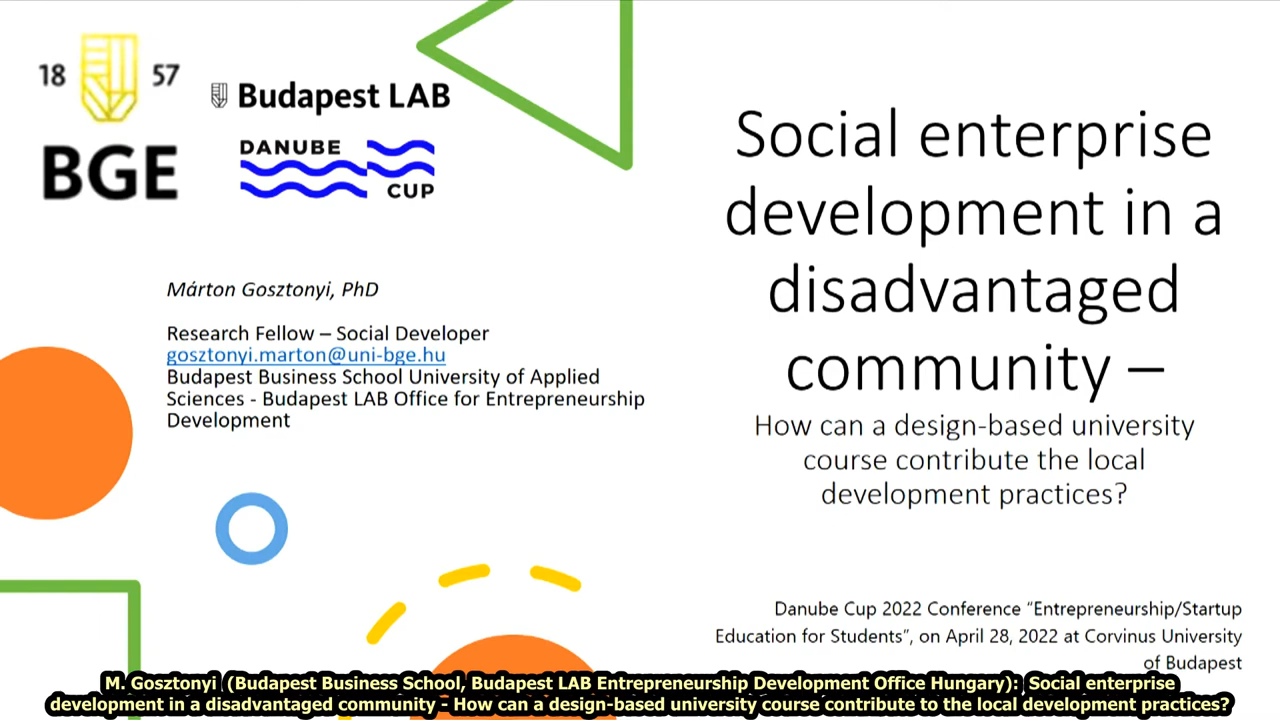 18 57
BGE
Budapest LAB
DANUBE
CUP
Márton Gosztonyi, PhD
Research Fellow – Social Developer
gosztonyi.marton@uni-bge.hu
Budapest Business School University of Applied
Sciences - Budapest LAB Office for Entrepreneurship
Development
Social enterprise
development in a
disadvantaged
community –
How can a design-based university
course contribute the local
development practices?
Danube Cup 2022 Conference “Entrepreneurship/Startup
Education for Students”, on April 28, 2022 at Corvinus University
of Budapest
M. Gosztonyi (Budapest Business School, Budapest LAB Entrepreneurship Development Office Hungary): Social enterprise
development in a disadvantaged community - How can a design-based university course contribute to the local development practices?